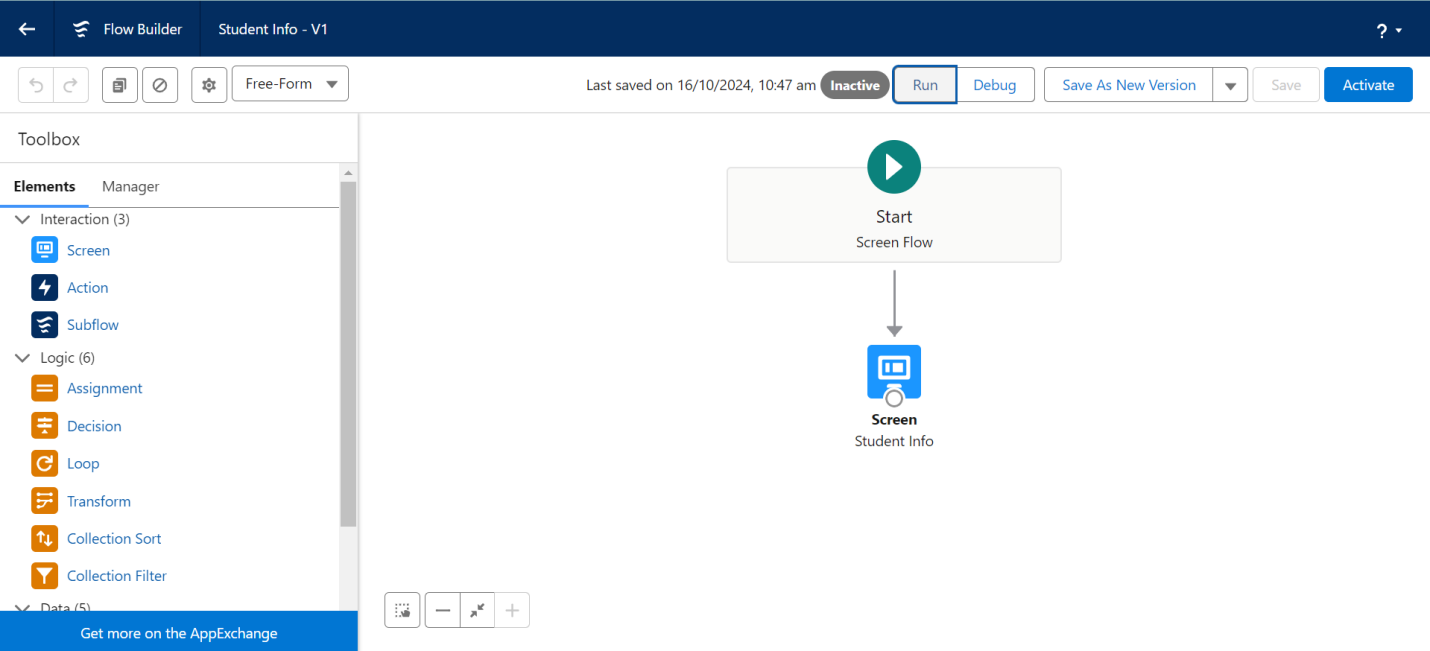 Flow Builder Student Info - V1 ?
Free-Form Last saved on 16/10/2024, 10:47 am Inactive Run Debug Save As New Version Save Activate
Toolbox
Elements Manager
Interaction (3)
Screen
Action
Subflow
Logic (6)
Assignment
Decision
Loop
Transform
Collection Sort
Collection Filter
Data (5)
Get more on the AppExchange
Start
Screen Flow
Screen
Student Info